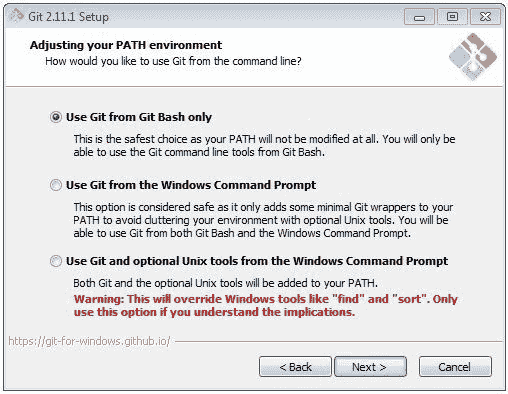 Git 2.11.1 Setup
Adjusting your PATH environment
How would you like to use Git from the command line?
Use Git from Git Bash only
This is the safest choice as your PATH will not be modified at all. You will only be
able to use the Git command line tools from Git Bash.
Use Git from the Windows Command Prompt
This option is considered safe as it only adds some minimal Git wrappers to your
PATH to avoid cluttering your environment with optional Unix tools. You will be
able to use Git from both Git Bash and the Windows Command Prompt.
Use Git and optional Unix tools from the Windows Command Prompt
Both Git and the optional Unix tools will be added to your PATH.
Warning: This will override Windows tools like "find" and "sort". Only
use this option if you understand the implications.
https://git-for-windows.github.io/
< Back
Next >
Cancel